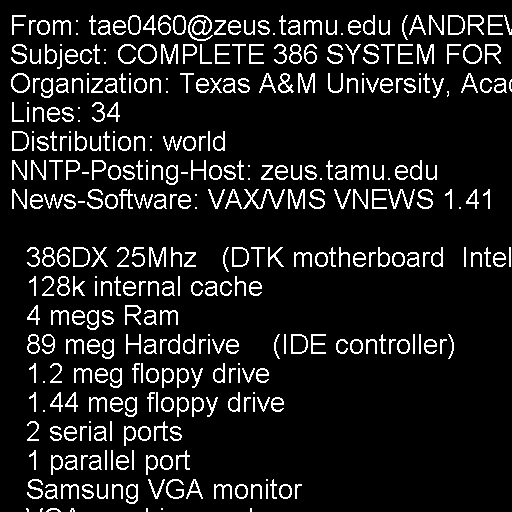 From: tae0460@zeus.tamu.edu (ANDREW
Subject: COMPLETE 386 SYSTEM FOR
Organization: Texas A&M University, Aca
Lines: 34
Distribution: world
NNTP-Posting-Host: zeus.tamu.edu
News-Software: VAX/VMS VNEWS 1.41
386DX 25Mhz (DTK motherboard Intel
128k internal cache
4 megs Ram
89 meg Harddrive (IDE controller)
1.2 meg floppy drive
1.44 meg floppy drive
2 serial ports
1 parallel port
Samsung VGA monitor